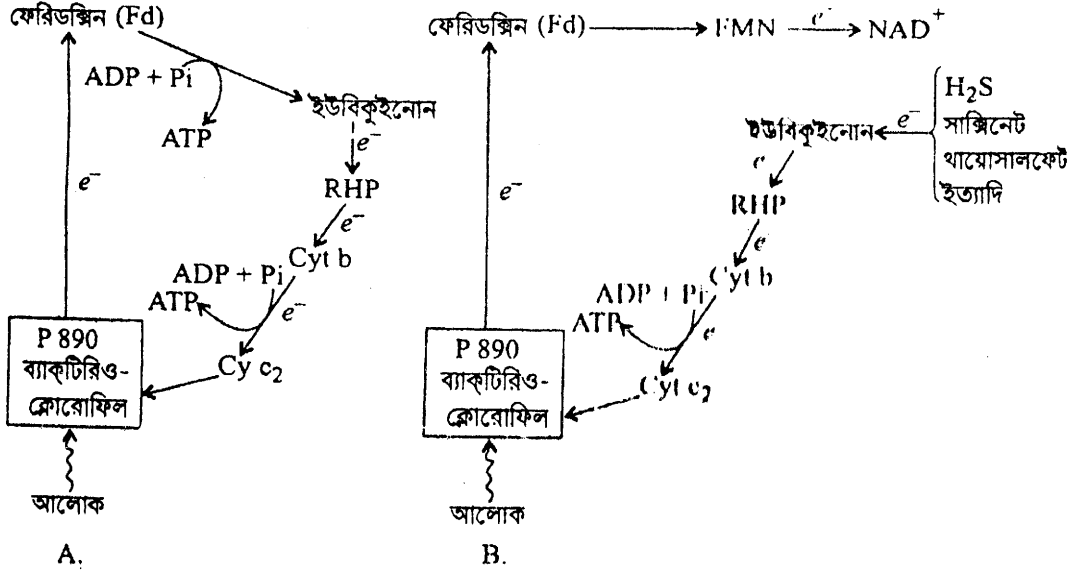 ফেরিডক্সিন (Fd)
ADP + Pi
ATP
ইউবিকুইনোন
e⁻
RHP
e⁻
e⁻
Cyt b
ADP + Pi
ATP
e⁻
Cy c₂
P 890
ব্যাক্টিরিও-
ক্লোরোফিল
আলোক
A.
ফেরিডক্সিন (Fd) FMN e⁻ NAD⁺
H₂S
সাক্সিনেট
থায়োসালফেট
ইত্যাদি
e⁻
ইউবিকুইনোন
e
RHP
e
e⁻
Cyt b
ADP + Pi
ATP
e
Cyt c₂
P 890
ব্যাক্টিরিও-
ক্লোরোফিল
আলোক
B.